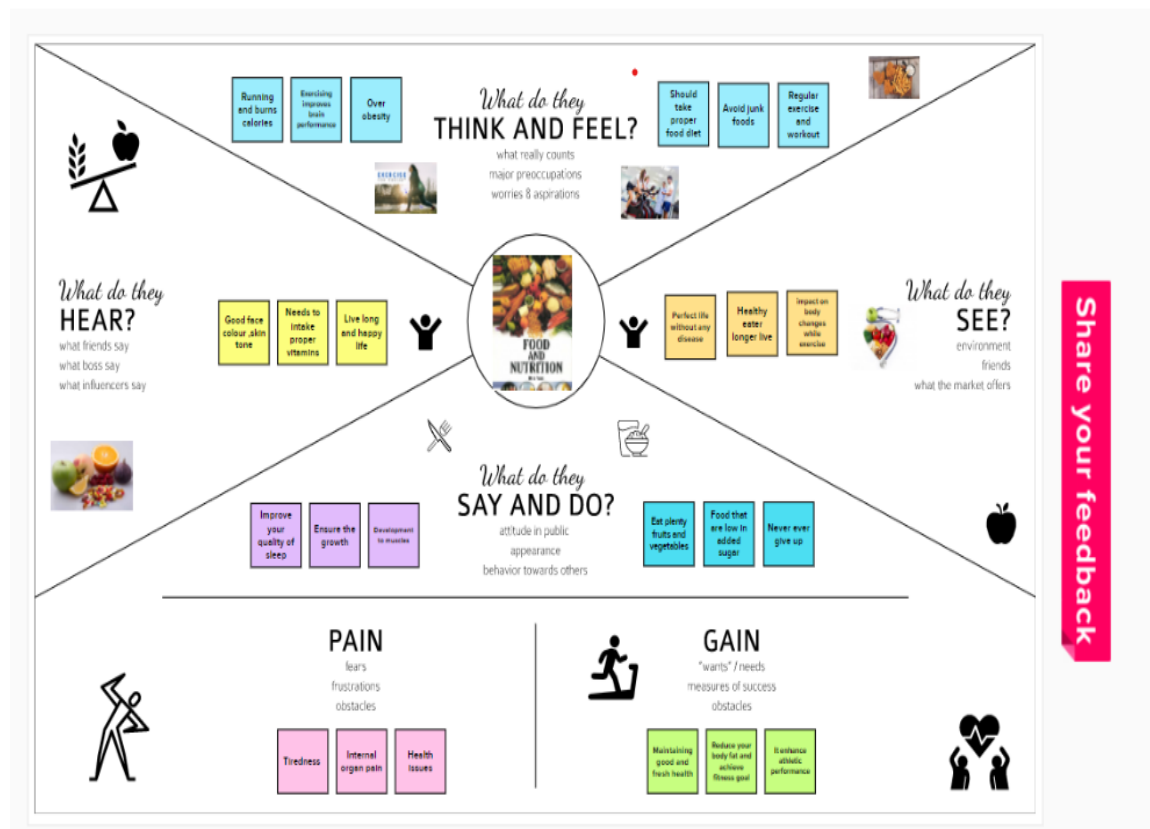 What do they
THINK AND FEEL?
what really counts
major preoccupations
worries & aspirations
Running
and burns
calories
Exercising
improves
brain
performance
Over
obesity
Should
take
proper
food diet
Avoid junk
foods
Regular
exercise
and
workout
EXERCISE
What do they
HEAR?
what friends say
what boss say
what influencers say
Good face
colour ,skin
tone
Needs to
intake
proper
vitamins
Live long
and happy
life
FOOD
AND
NUTRITION
Perfect life
without any
disease
Healthy
eater
longer live
impact on
body
changes
while
exercise
What do they
SEE?
environment
friends
what the market offers
What do they
SAY AND DO?
attitude in public
appearance
behavior towards others
Improve
your
quality of
sleep
Ensure the
growth
Development
to muscles
Eat plenty
fruits and
vegetables
Food that
are low in
added
sugar
Never ever
give up
PAIN
fears
frustrations
obstacles
Tiredness
Internal
organ pain
Health
issues
GAIN
"wants" / needs
measures of success
obstacles
Maintaining
good and
fresh health
Reduce your
body fat and
achieve
fitness goal
It enhance
athletic
performance
Share your feedback